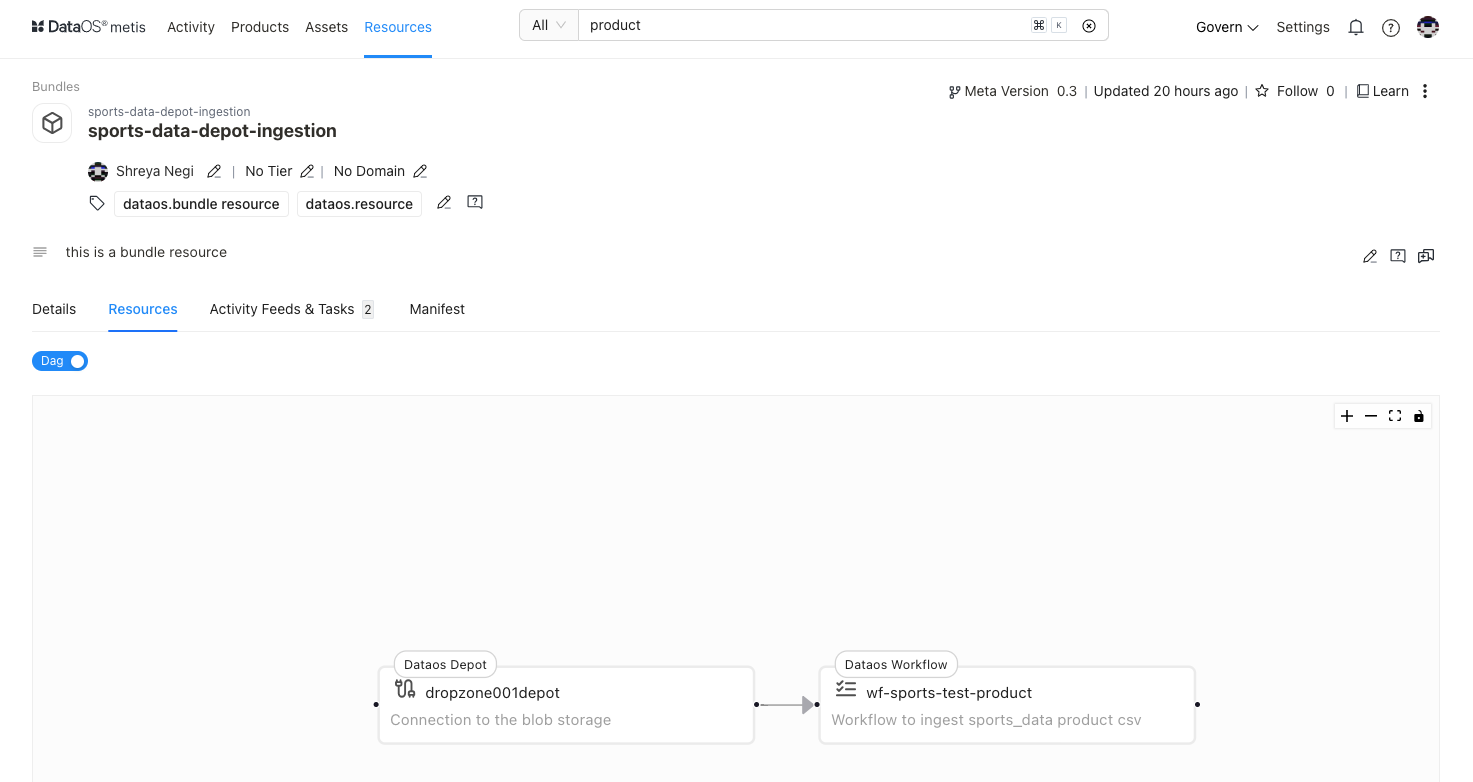 DataOS® metis Activity Products Assets Resources All product ⌘ K Govern Settings ?
Bundles
Meta Version 0.3 | Updated 20 hours ago | Follow 0 | Learn
sports-data-depot-ingestion
sports-data-depot-ingestion
Shreya Negi | No Tier | No Domain
dataos.bundle resource dataos.resource ?
this is a bundle resource ?
Details Resources Activity Feeds & Tasks 2 Manifest
Dag
Dataos Depot Dataos Workflow
dropzone001depot wf-sports-test-product
Connection to the blob storage Workflow to ingest sports_data product csv